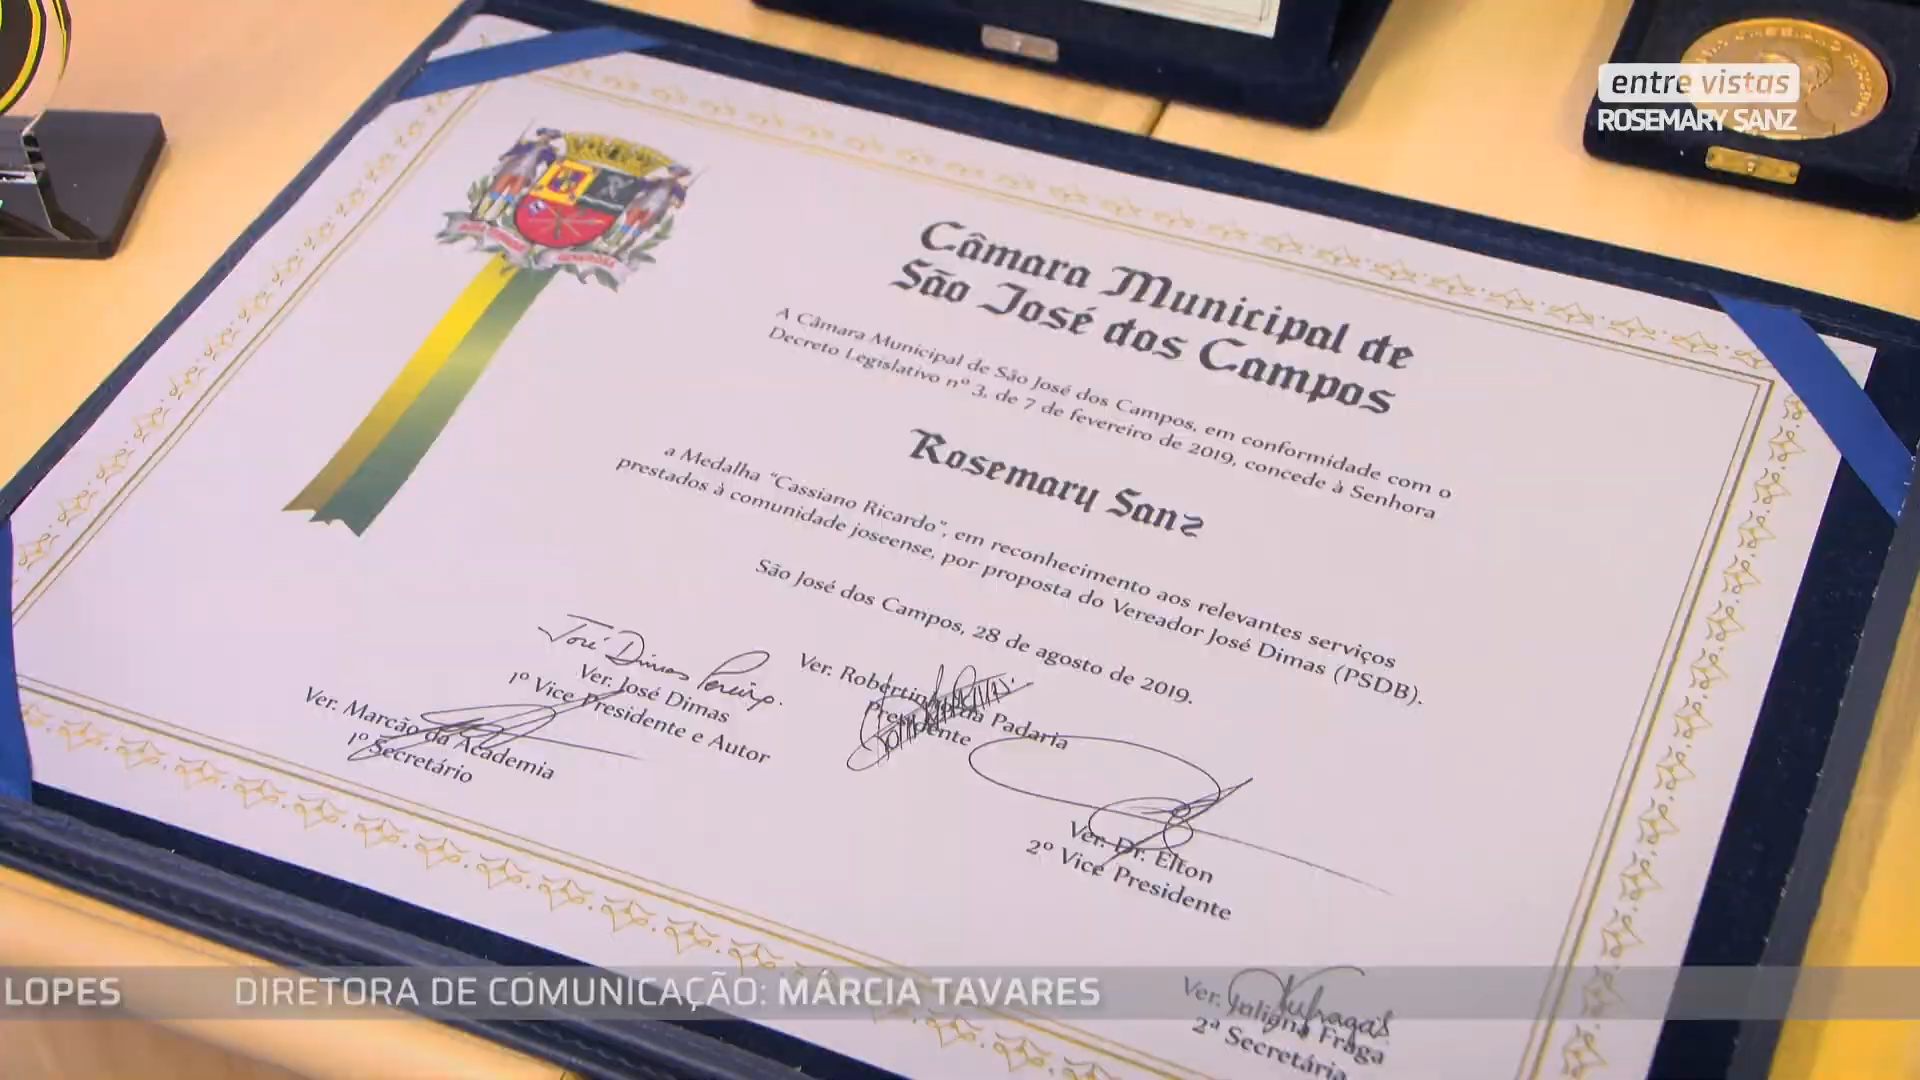 entre vistas
ROSEMARY SANZ
Câmara Municipal de
São José dos Campos
A Câmara Municipal de São José dos Campos, em conformidade com o
Decreto Legislativo nº 3, de 7 de fevereiro de 2019, concede à Senhora
Rosemary Sanz
a Medalha "Cassiano Ricardo", em reconhecimento aos relevantes serviços
prestados à comunidade joseense, por proposta do Vereador José Dimas (PSDB).
São José dos Campos, 28 de agosto de 2019.
José Dimas
Ver. José Dimas
1º Vice Presidente e Autor
Ver. Robertinho da Padaria
Presidente
Ver. Marcão da Academia
1º Secretário
Ver. Dr. Elton
2º Vice Presidente
Ver. Juliana Fraga
2ª Secretária
LOPES DIRETORA DE COMUNICAÇÃO: MÁRCIA TAVARES